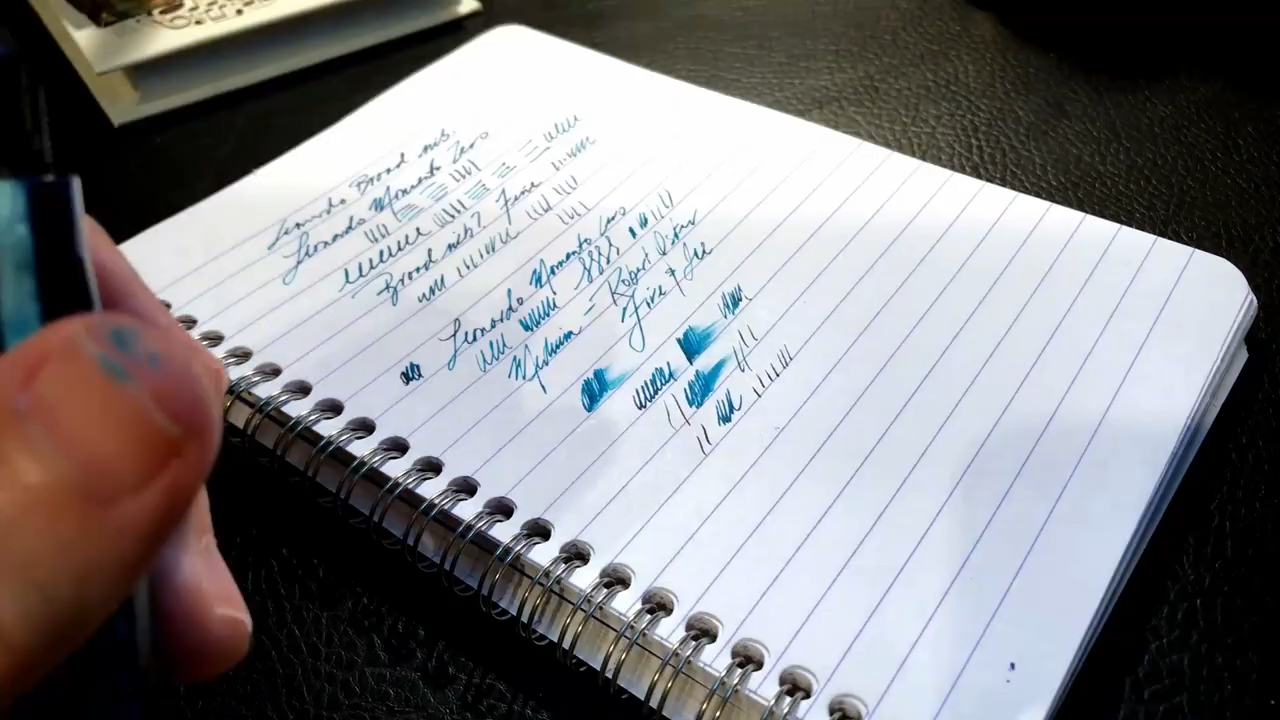 Leonardo Broad nib.
Leonardo Momento Zero
Broad nib? Fine
Leonardo Momento Zero
Medium - Robert Oster
Fire & Ice